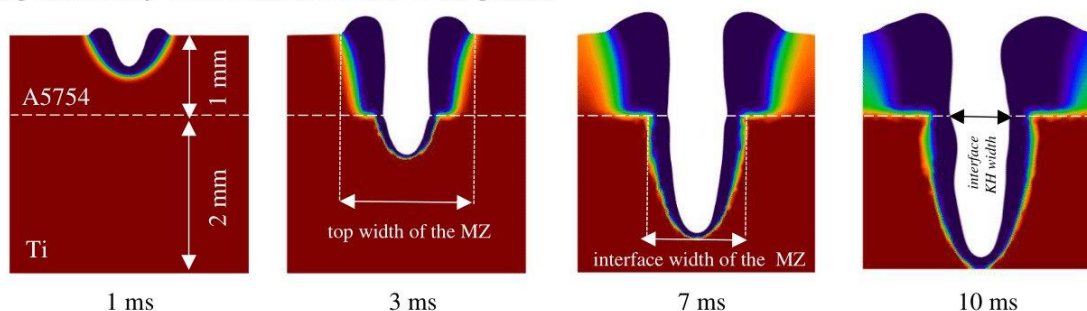 A5754
1 mm
2 mm
Ti
top width of the MZ
interface width of the MZ
interface
KH width
1 ms
3 ms
7 ms
10 ms